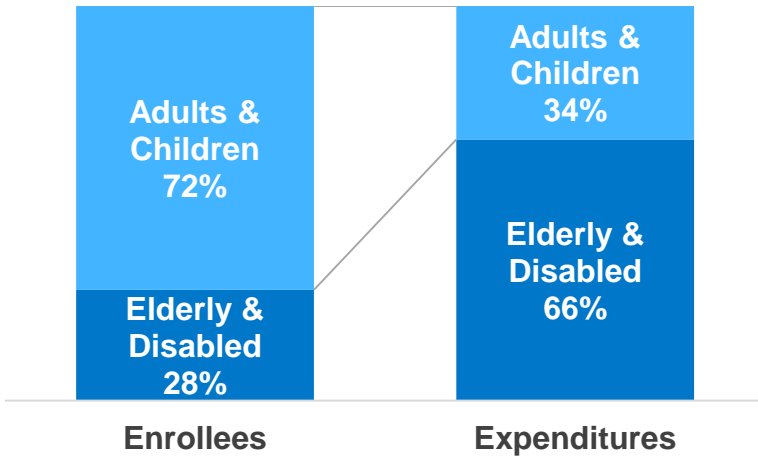 Adults &
Children
72%
Elderly &
Disabled
28%
Adults &
Children
34%
Elderly &
Disabled
66%
Enrollees
Expenditures